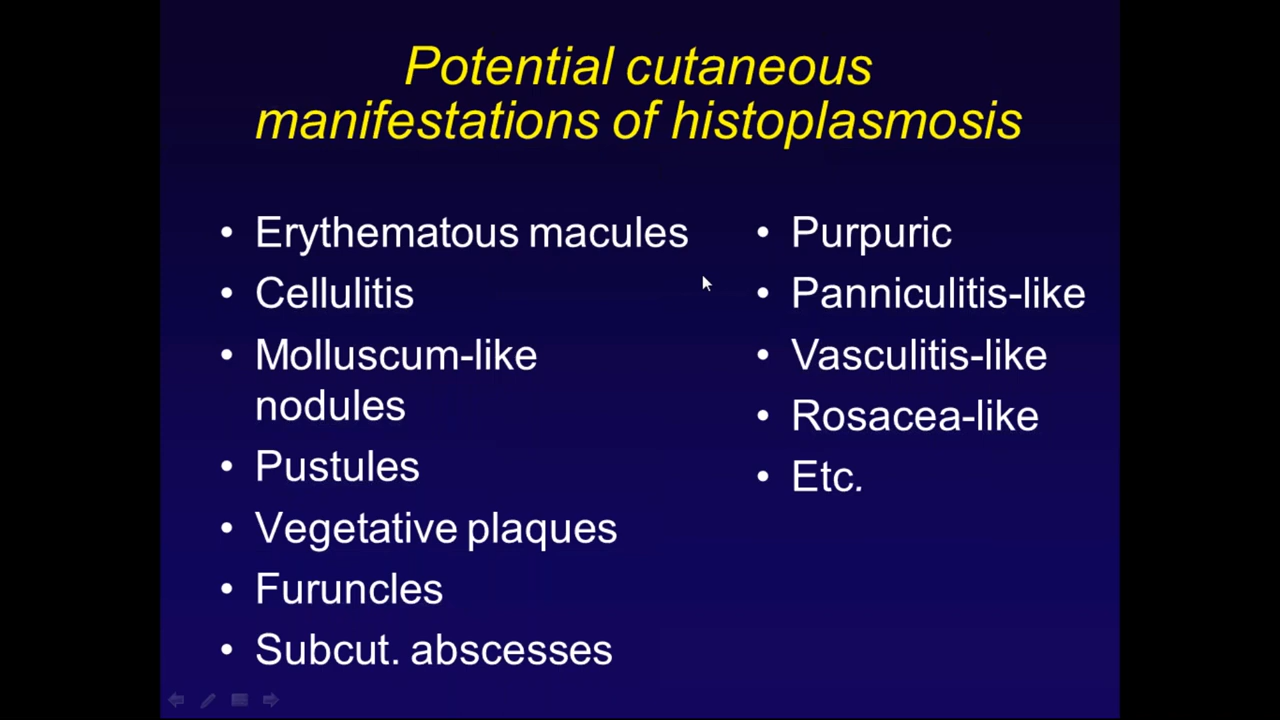 Potential cutaneous
manifestations of histoplasmosis
• Erythematous macules
• Cellulitis
• Molluscum-like
nodules
• Pustules
• Vegetative plaques
• Furuncles
• Subcut. abscesses
• Purpuric
• Panniculitis-like
• Vasculitis-like
• Rosacea-like
• Etc.